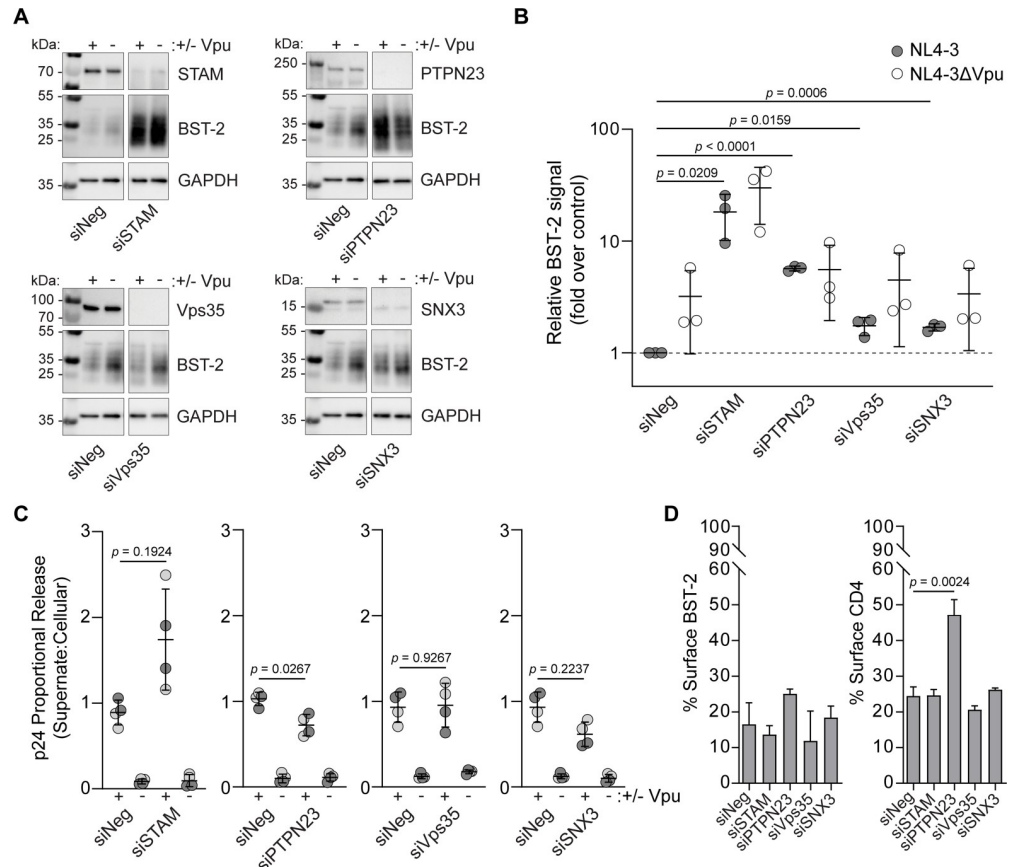 A
kDa: + - + - :+/- Vpu
70 STAM
55
35
25 BST-2
35 GAPDH
siNeg siSTAM
kDa: + - + - :+/- Vpu
250 PTPN23
55
35
25 BST-2
35 GAPDH
siNeg siPTPN23
kDa: + - + - :+/- Vpu
100
70 Vps35
55
35
25 BST-2
35 GAPDH
siNeg siVps35
kDa: + - + - :+/- Vpu
15 SNX3
55
35
25 BST-2
35 GAPDH
siNeg siSNX3
B
NL4-3
NL4-3ΔVpu
p = 0.0006
p = 0.0159
p < 0.0001
p = 0.0209
100
10
1
Relative BST-2 signal
(fold over control)
siNeg siSTAM siPTPN23 siVps35 siSNX3
C
p24 Proportional Release
(Supernate:Cellular)
3
2
1
0
p = 0.1924
+ - + -
siNeg siSTAM
3
2
1
0
p = 0.0267
+ - + -
siNeg siPTPN23
3
2
1
0
p = 0.9267
+ - + -
siNeg siVps35
3
2
1
0
p = 0.2237
+ - + - :+/- Vpu
siNeg siSNX3
D
% Surface BST-2
100
90
60
50
40
30
20
10
0
siNeg siSTAM siPTPN23 siVps35 siSNX3
% Surface CD4
100
90
60
50
40
30
20
10
0
p = 0.0024
siNeg siSTAM siPTPN23 siVps35 siSNX3